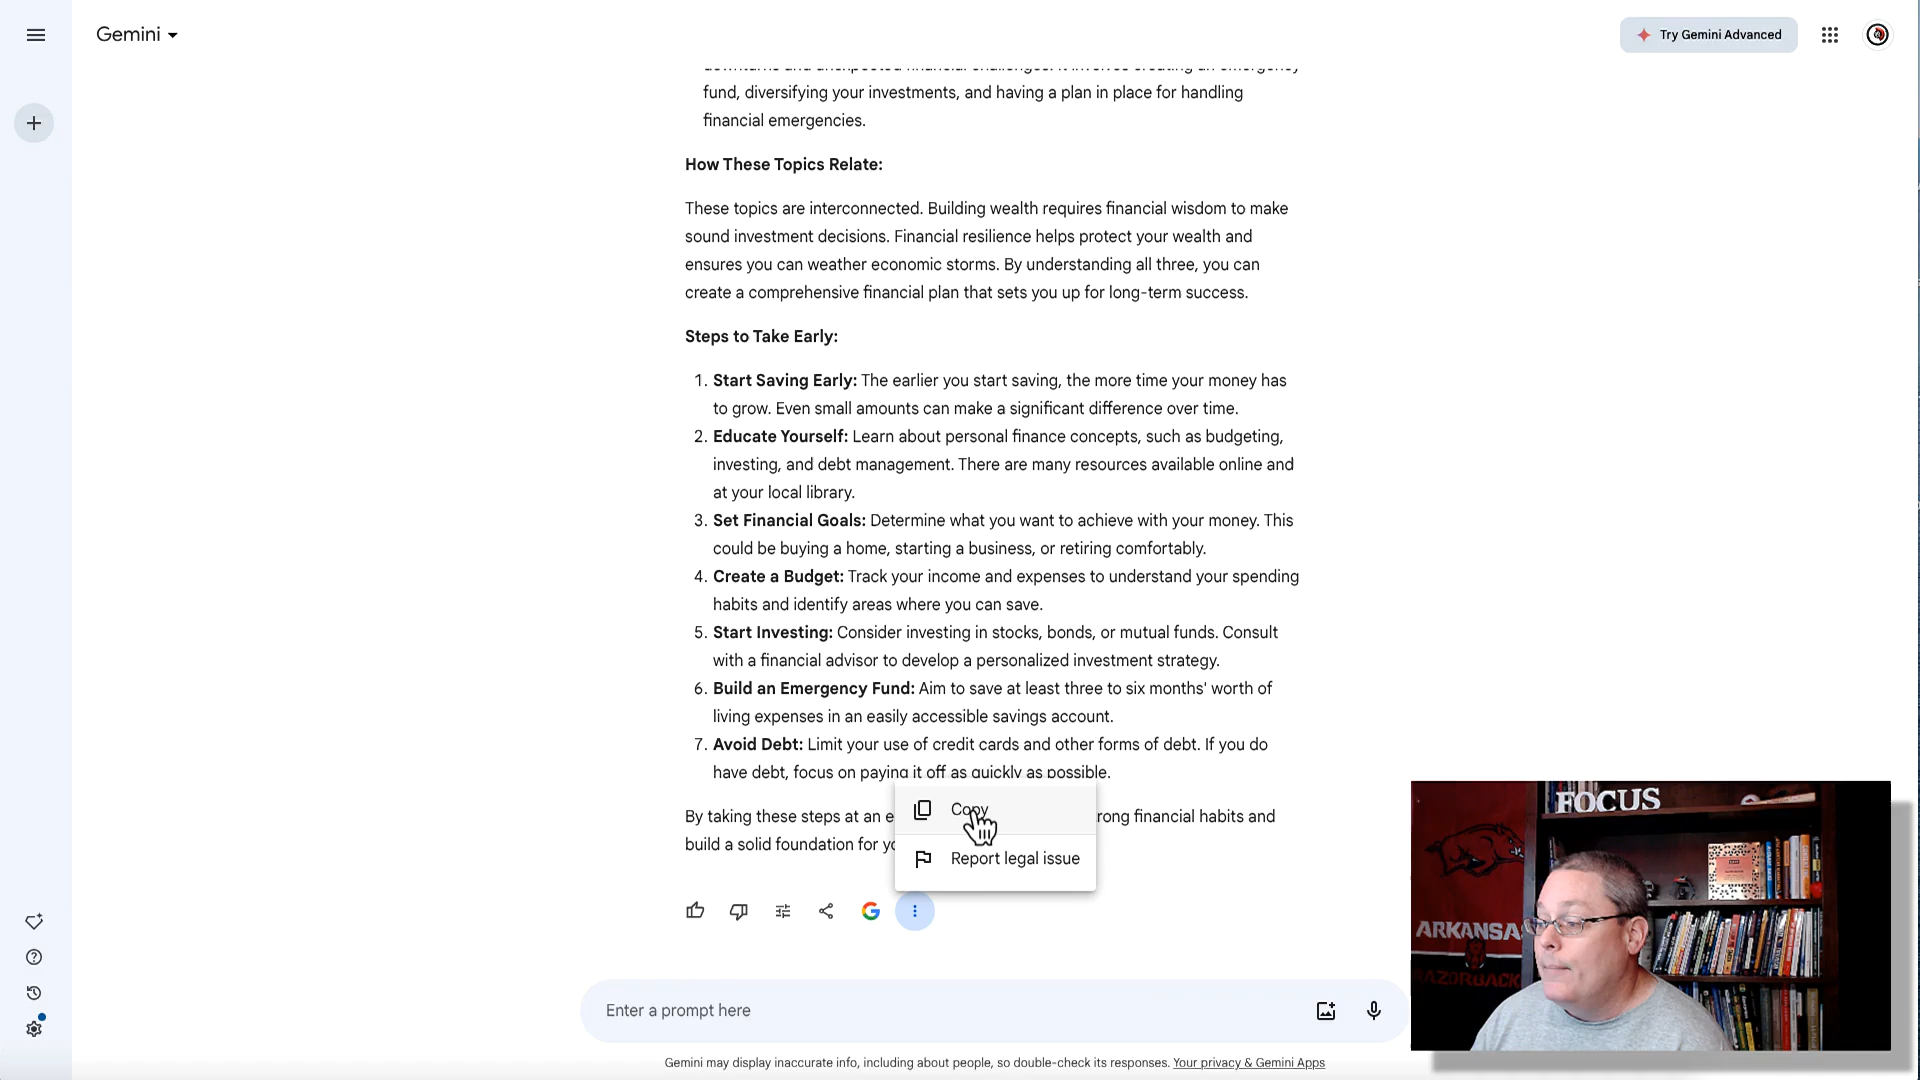 Gemini
Try Gemini Advanced
downturns and unexpected financial challenges. It involves creating an emergency
fund, diversifying your investments, and having a plan in place for handling
financial emergencies.
How These Topics Relate:
These topics are interconnected. Building wealth requires financial wisdom to make
sound investment decisions. Financial resilience helps protect your wealth and
ensures you can weather economic storms. By understanding all three, you can
create a comprehensive financial plan that sets you up for long-term success.
Steps to Take Early:
1. Start Saving Early: The earlier you start saving, the more time your money has
to grow. Even small amounts can make a significant difference over time.
2. Educate Yourself: Learn about personal finance concepts, such as budgeting,
investing, and debt management. There are many resources available online and
at your local library.
3. Set Financial Goals: Determine what you want to achieve with your money. This
could be buying a home, starting a business, or retiring comfortably.
4. Create a Budget: Track your income and expenses to understand your spending
habits and identify areas where you can save.
5. Start Investing: Consider investing in stocks, bonds, or mutual funds. Consult
with a financial advisor to develop a personalized investment strategy.
6. Build an Emergency Fund: Aim to save at least three to six months' worth of
living expenses in an easily accessible savings account.
7. Avoid Debt: Limit your use of credit cards and other forms of debt. If you do
have debt, focus on paying it off as quickly as possible.
Copy
By taking these steps at an e rong financial habits and
build a solid foundation for yo
Report legal issue
FOCUS
ARKANSA
RAZORBACK
Enter a prompt here
Gemini may display inaccurate info, including about people, so double-check its responses. Your privacy & Gemini Apps